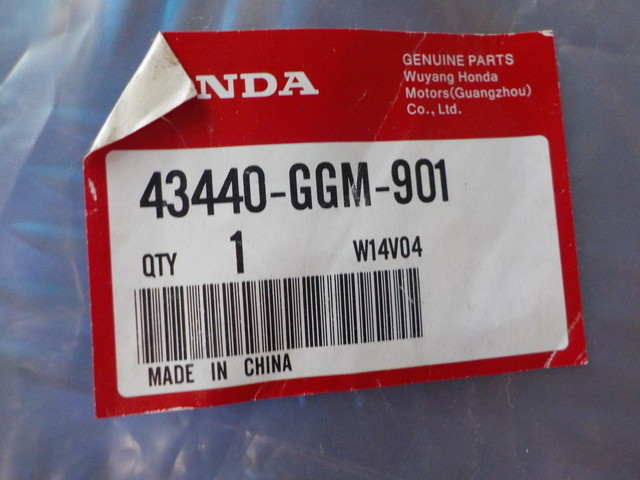 NDA
GENUINE PARTS
Wuyang Honda
Motors(Guangzhou)
Co., Ltd.
43440-GGM-901
QTY 1 W14V04
MADE IN CHINA